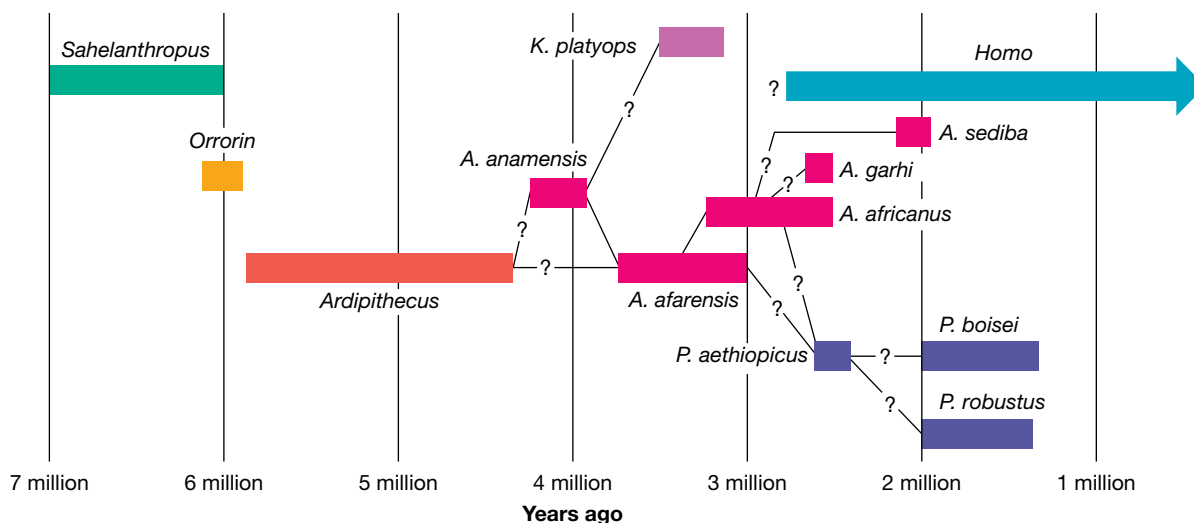 Sahelanthropus
K. platyops
Homo
?
?
A. sediba
Orrorin
A. anamensis
?
?
A. garhi
A. africanus
?
?
?
Ardipithecus
A. afarensis
?
P. boisei
P. aethiopicus
?
?
P. robustus
7 million
6 million
5 million
4 million
3 million
2 million
1 million
Years ago